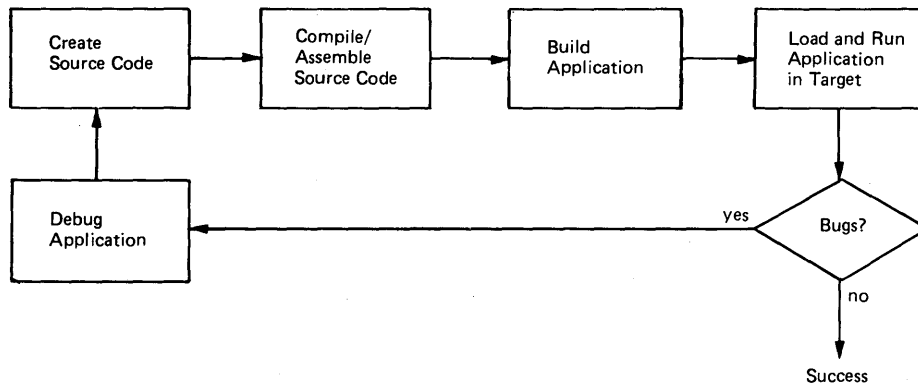 Create
Source Code
Compile/
Assemble
Source Code
Build
Application
Load and Run
Application
in Target
Debug
Application
yes
Bugs?
no
Success